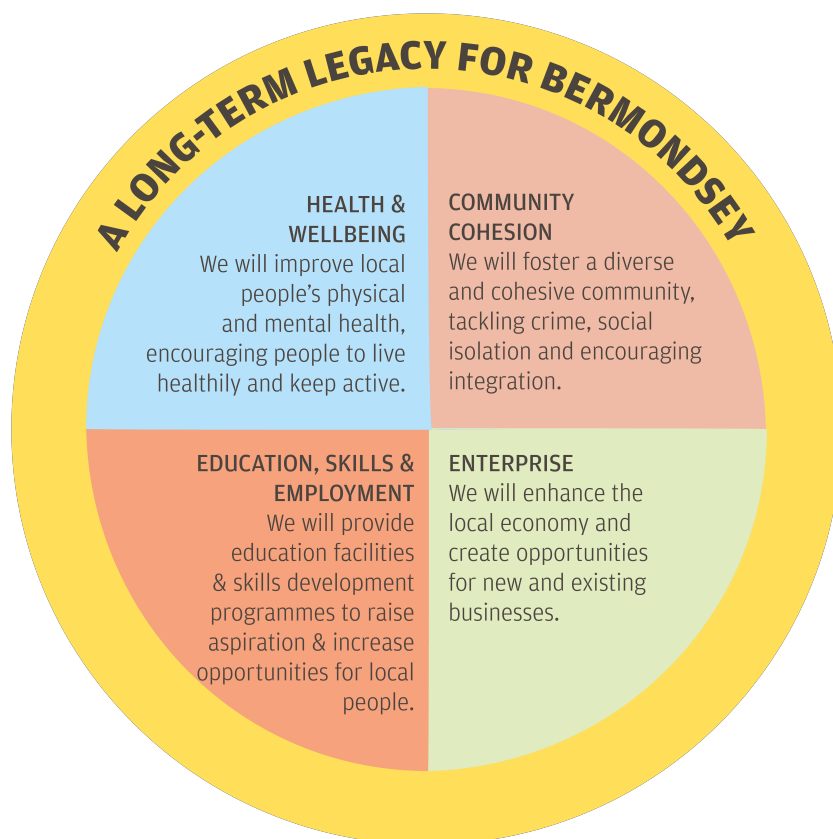 A LONG-TERM LEGACY FOR BERMONDSEY
HEALTH &
WELLBEING
We will improve local
people’s physical
and mental health,
encouraging people to live
healthily and keep active.
COMMUNITY
COHESION
We will foster a diverse
and cohesive community,
tackling crime, social
isolation and encouraging
integration.
EDUCATION, SKILLS &
EMPLOYMENT
We will provide
education facilities
& skills development
programmes to raise
aspiration & increase
opportunities for local
people.
ENTERPRISE
We will enhance the
local economy and
create opportunities
for new and existing
businesses.